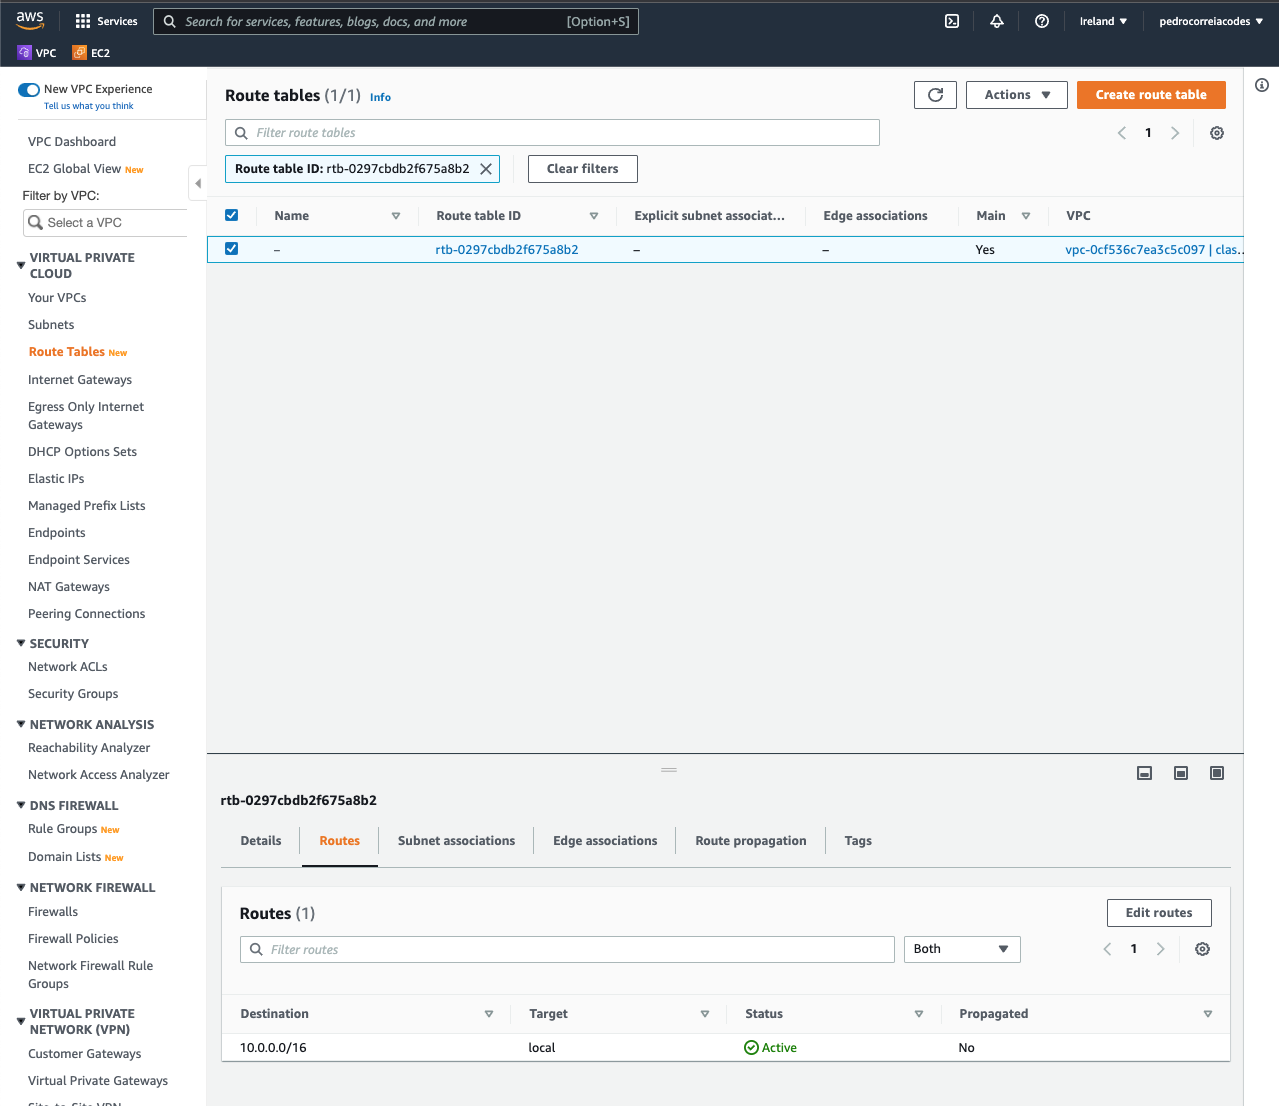 aws
Services
Search for services, features, blogs, docs, and more
[Option+S]
Ireland
pedrocorreiacodes
VPC
EC2
New VPC Experience
Tell us what you think
VPC Dashboard
EC2 Global View New
Filter by VPC:
Select a VPC
VIRTUAL PRIVATE
CLOUD
Your VPCs
Subnets
Route Tables New
Internet Gateways
Egress Only Internet
Gateways
DHCP Options Sets
Elastic IPs
Managed Prefix Lists
Endpoints
Endpoint Services
NAT Gateways
Peering Connections
SECURITY
Network ACLs
Security Groups
NETWORK ANALYSIS
Reachability Analyzer
Network Access Analyzer
DNS FIREWALL
Rule Groups New
Domain Lists New
NETWORK FIREWALL
Firewalls
Firewall Policies
Network Firewall Rule
Groups
VIRTUAL PRIVATE
NETWORK (VPN)
Customer Gateways
Virtual Private Gateways
Site-to-Site VPN
Route tables (1/1) Info
Actions
Create route table
Filter route tables
1
Route table ID: rtb-0297cbdb2f675a8b2
Clear filters
Name Route table ID Explicit subnet associat... Edge associations Main VPC
– rtb-0297cbdb2f675a8b2 – – Yes vpc-0cf536c7ea3c5c097 | clas...
rtb-0297cbdb2f675a8b2
Details Routes Subnet associations Edge associations Route propagation Tags
Routes (1)
Edit routes
Filter routes
Both
1
Destination Target Status Propagated
10.0.0.0/16 local Active No